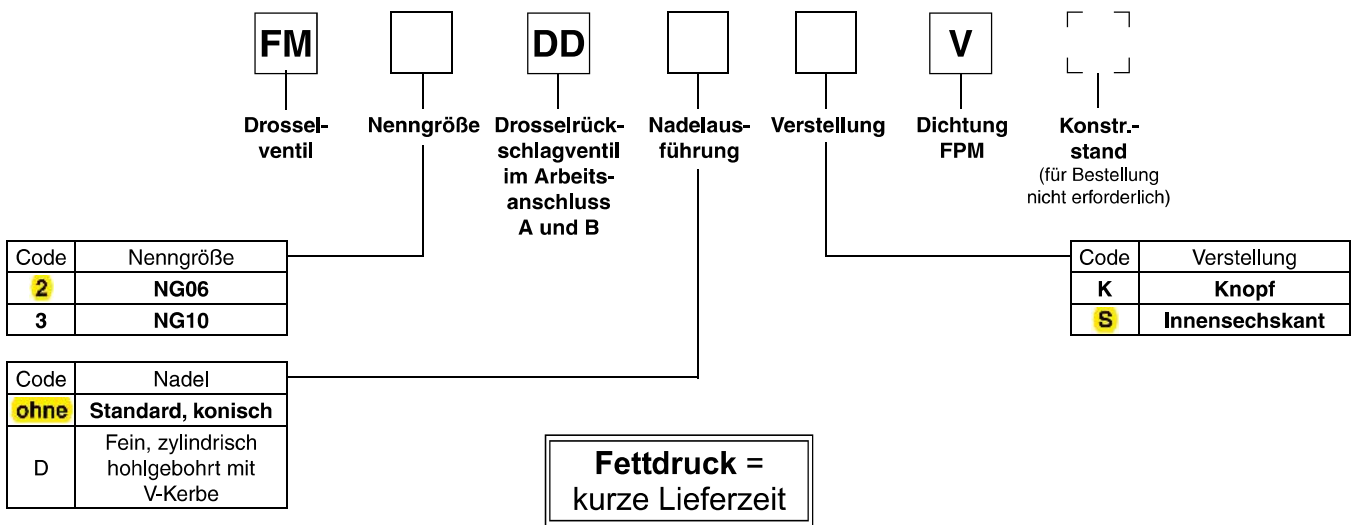 FM DD V
Drossel-
ventil
Nenngröße
Drosselrück-
schlagventil
im Arbeits-
anschluss
A und B
Nadelaus-
führung
Verstellung
Dichtung
FPM
Konstr.-
stand
(für Bestellung
nicht erforderlich)
Code Nenngröße
2 NG06
3 NG10
Code Verstellung
K Knopf
S Innensechskant
Code Nadel
ohne Standard, konisch
D Fein, zylindrisch
hohlgebohrt mit
V-Kerbe
Fettdruck =
kurze Lieferzeit